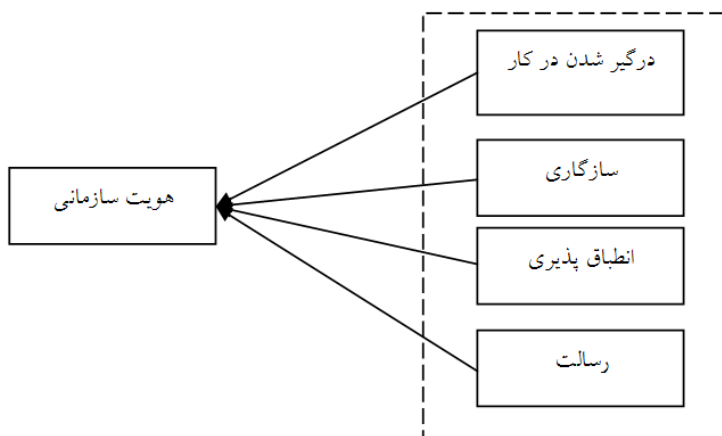 درگیر شدن در کار
سازگاری
هویت سازمانی
انطباق پذیری
رسالت